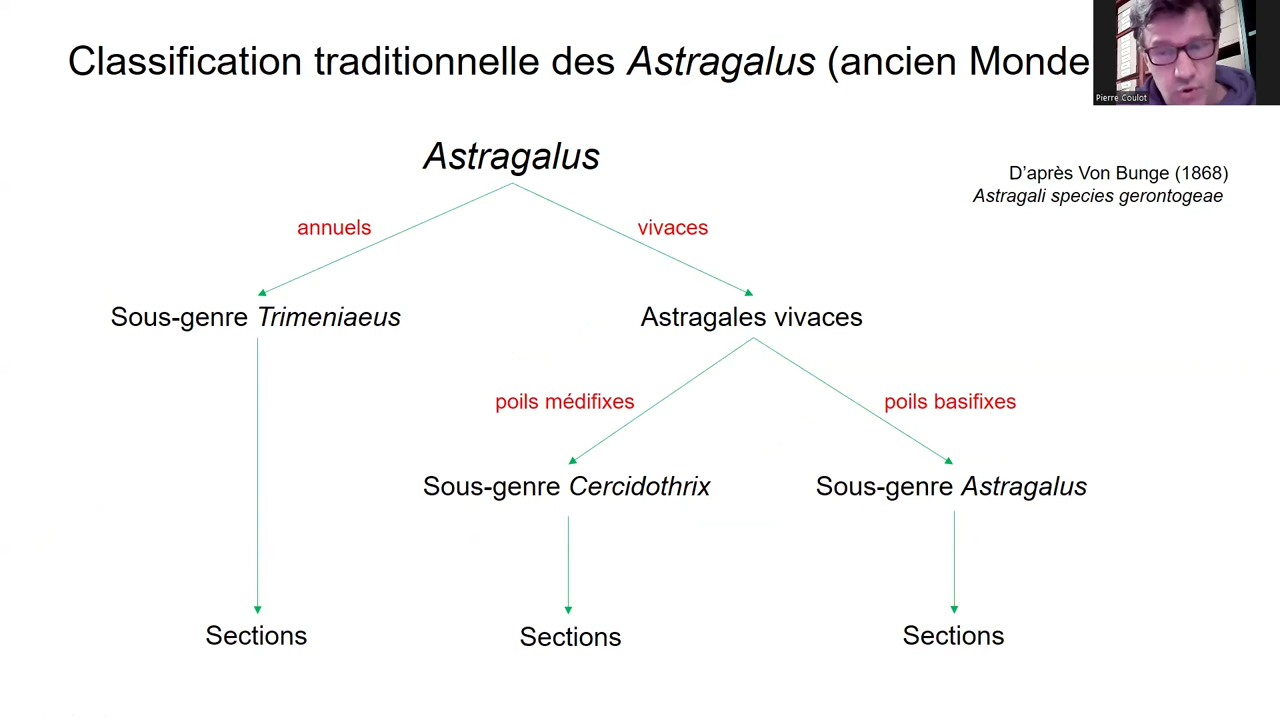 Classification traditionnelle des Astragalus (ancien Monde
Pierre Coulot
Astragalus
D'après Von Bunge (1868)
Astragali species gerontogeae
annuels
vivaces
Sous-genre Trimeniaeus
Astragales vivaces
poils médifixes
poils basifixes
Sous-genre Cercidothrix
Sous-genre Astragalus
Sections
Sections
Sections